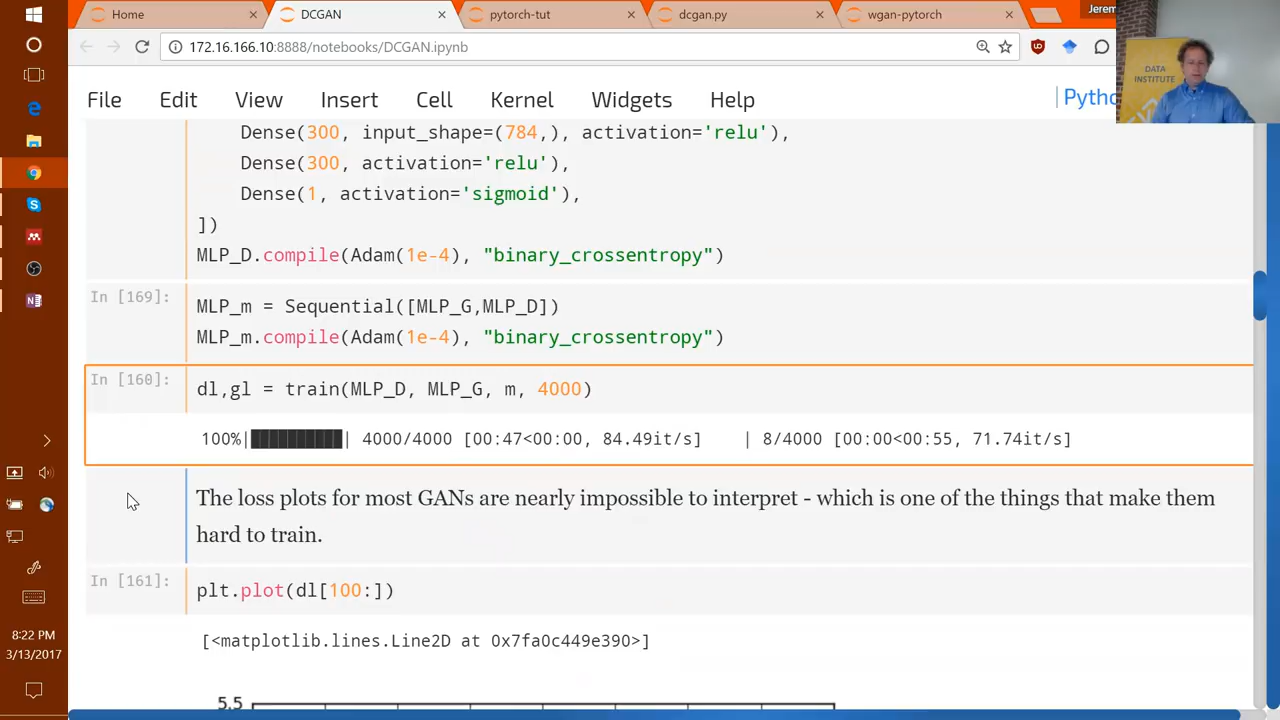 Home
DCGAN
pytorch-tut
dcgan.py
wgan-pytorch
Jerem
172.16.166.10:8888/notebooks/DCGAN.ipynb
DATA
INSTITUTE
File Edit View Insert Cell Kernel Widgets Help
Pytho
Dense(300, input_shape=(784,), activation='relu'),
Dense(300, activation='relu'),
Dense(1, activation='sigmoid'),
])
MLP_D.compile(Adam(1e-4), "binary_crossentropy")
In [169]:
MLP_m = Sequential([MLP_G,MLP_D])
MLP_m.compile(Adam(1e-4), "binary_crossentropy")
In [160]:
dl,gl = train(MLP_D, MLP_G, m, 4000)
100%|██████████| 4000/4000 [00:47<00:00, 84.49it/s] | 8/4000 [00:00<00:55, 71.74it/s]
The loss plots for most GANs are nearly impossible to interpret - which is one of the things that make them
hard to train.
In [161]:
plt.plot(dl[100:])
[<matplotlib.lines.Line2D at 0x7fa0c449e390>]
5.5
8:22 PM
3/13/2017